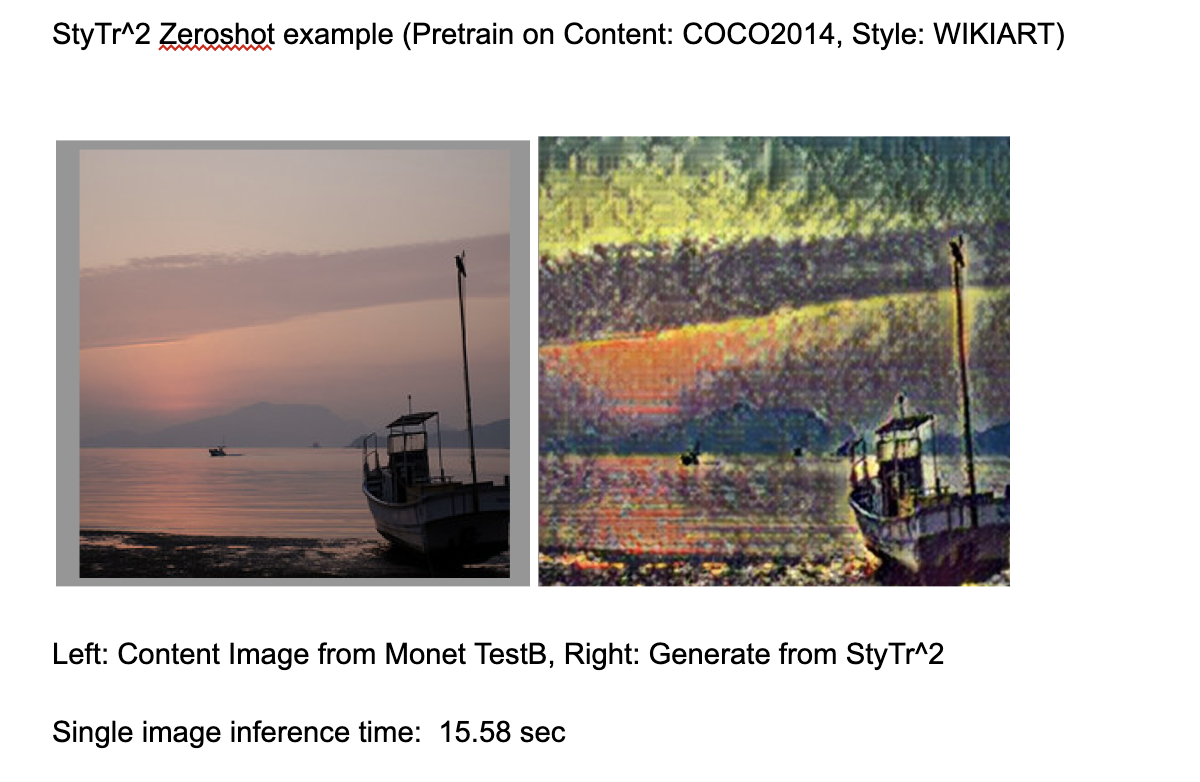 StyTr^2 Zeroshot example (Pretrain on Content: COCO2014, Style: WIKIART)
Left: Content Image from Monet TestB, Right: Generate from StyTr^2
Single image inference time:  15.58 sec